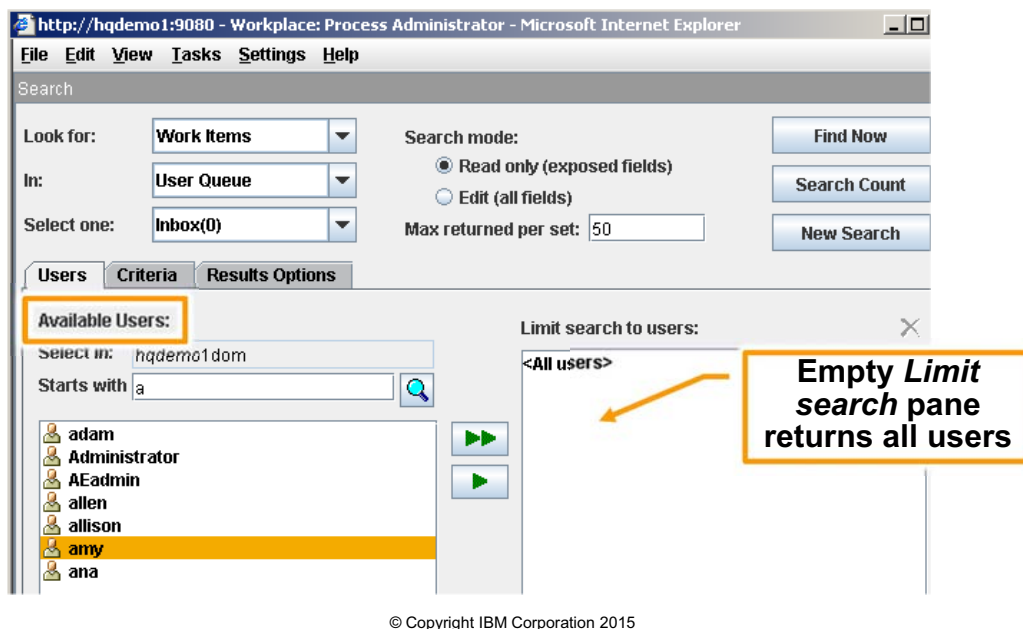 http://hqdemo1:9080 - Workplace: Process Administrator - Microsoft Internet Explorer
File Edit View Tasks Settings Help
Search
Look for: Work Items
In: User Queue
Select one: Inbox(0)
Search mode:
Read only (exposed fields)
Edit (all fields)
Max returned per set: 50
Find Now
Search Count
New Search
Users Criteria Results Options
Available Users:
Select in: hqdemo1dom
Starts with a
adam
Administrator
AEadmin
allen
allison
amy
ana
Limit search to users:
<All users>
Empty Limit
search pane
returns all users
© Copyright IBM Corporation 2015